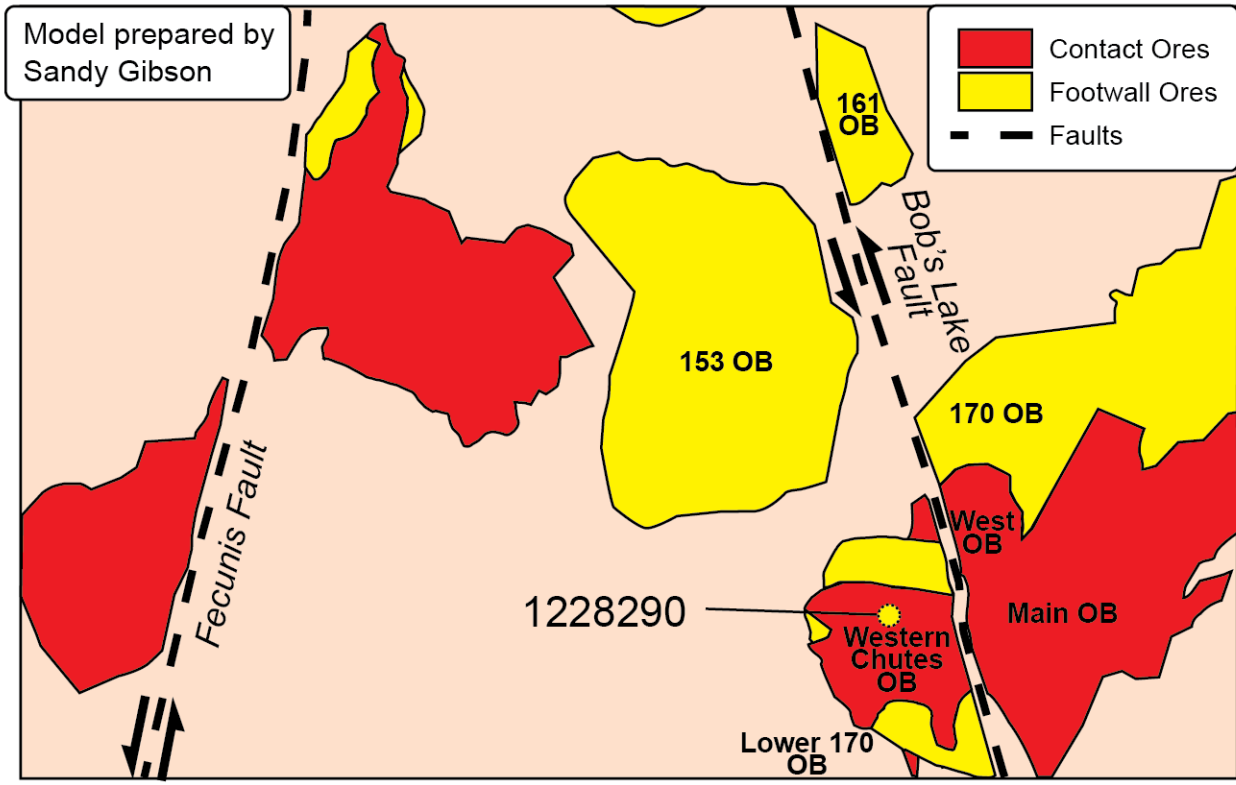 Model prepared by
Sandy Gibson
Contact Ores
Footwall Ores
Faults
161
OB
Bob's Lake
Fault
153 OB
170 OB
Fecunis Fault
West
OB
1228290
Main OB
Western
Chutes
OB
Lower 170
OB